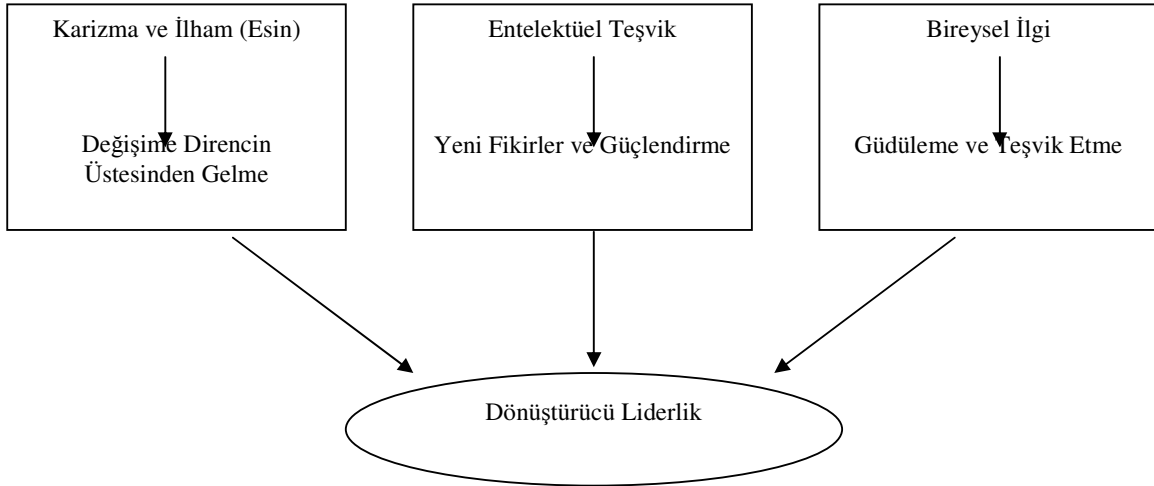 Karizma ve İlham (Esin)
Değişime Direncin
Üstesinden Gelme
Entelektüel Teşvik
Yeni Fikirler ve Güçlendirme
Bireysel İlgi
Güdüleme ve Teşvik Etme
Dönüştürücü Liderlik